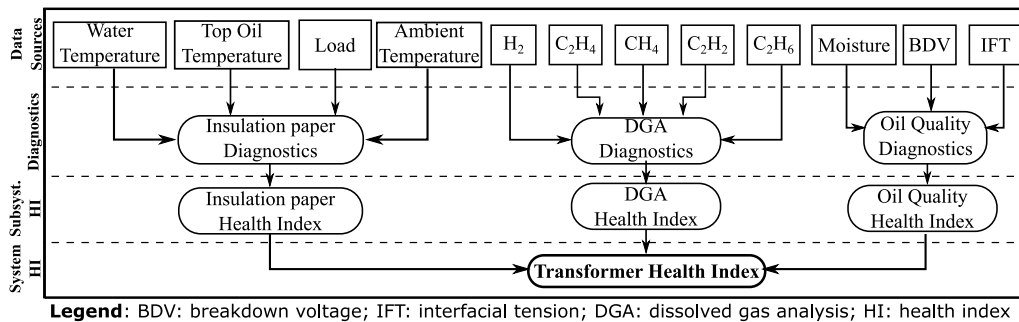 Data Sources
Water Temperature
Top Oil Temperature
Load
Ambient Temperature
H2
C2H4
CH4
C2H2
C2H6
Moisture
BDV
IFT
Diagnostics
Insulation paper
Diagnostics
DGA
Diagnostics
Oil Quality
Diagnostics
Subsyst. HI
Insulation paper
Health Index
DGA
Health Index
Oil Quality
Health Index
System HI
Transformer Health Index
Legend: BDV: breakdown voltage; IFT: interfacial tension; DGA: dissolved gas analysis; HI: health index